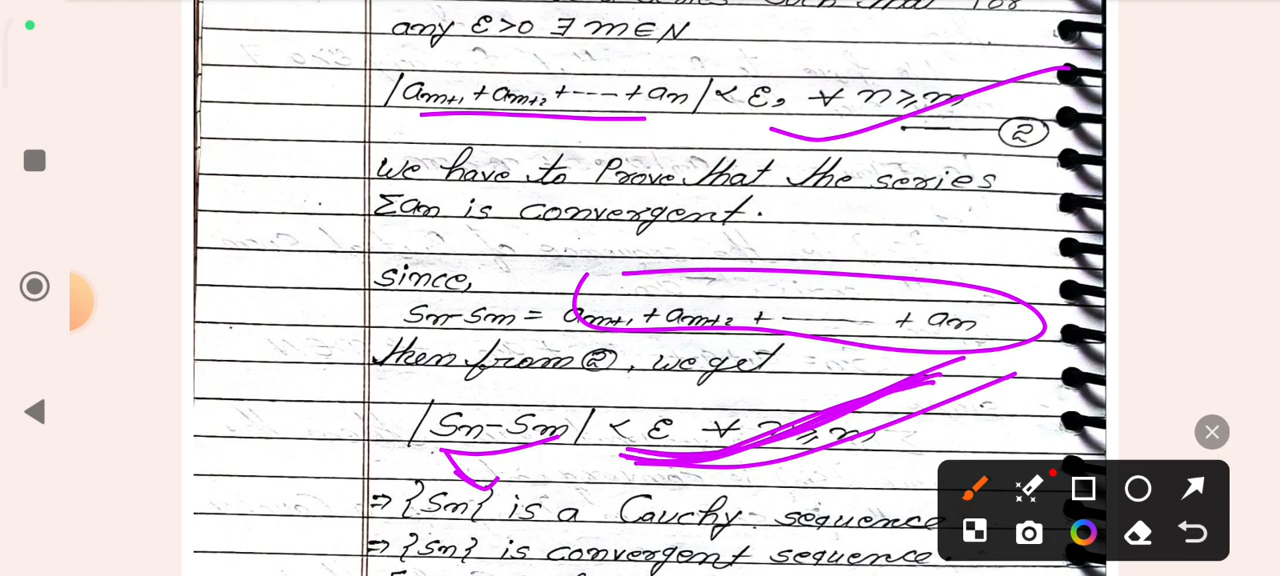 any ε>0 ∃ m∈N
|am+1 + am+2 + ---- + an| < ε, ∀ n≥m
②
we have to Prove that the series
Σan is convergent.
since,
Sn-Sm = am+1 + am+2 + ---- + an
then from ②, we get
|Sn-Sm| < ε ∀ n≥m
⇒ {Sn} is a Cauchy sequence
⇒ {Sn} is convergent sequence.